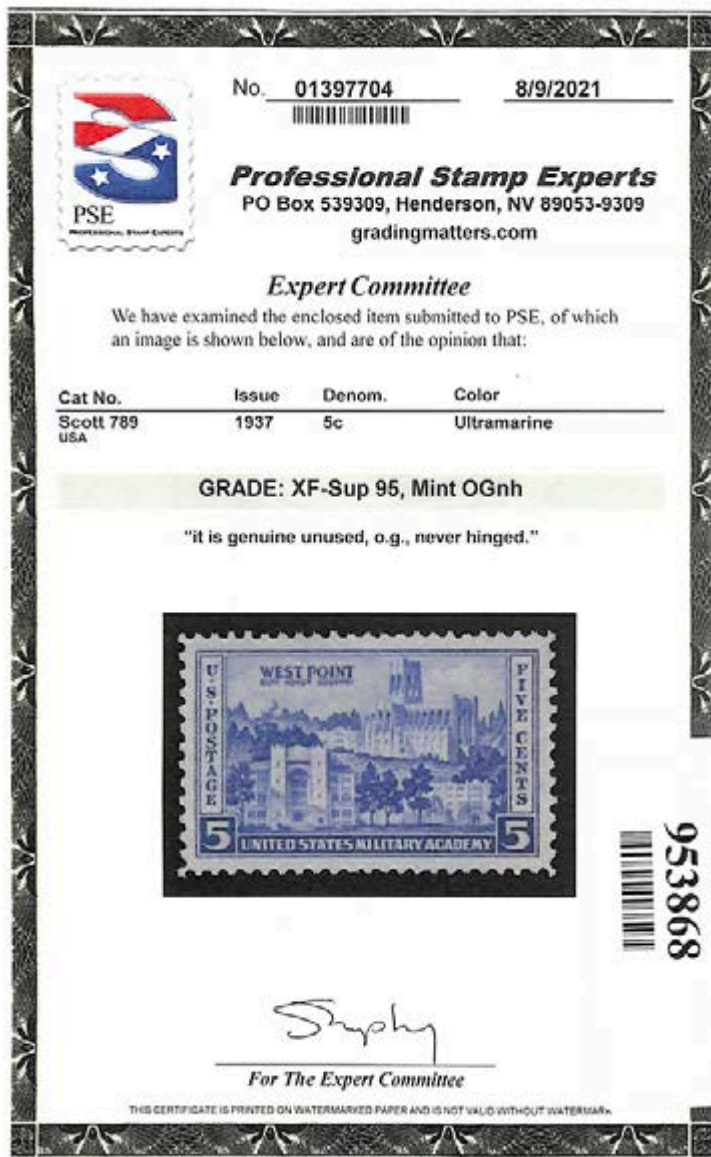 No. 01397704 8/9/2021
PSE
PROFESSIONAL STAMP EXPERTS
Professional Stamp Experts
PO Box 539309, Henderson, NV 89053-9309
gradingmatters.com
Expert Committee
We have examined the enclosed item submitted to PSE, of which
an image is shown below, and are of the opinion that:
Cat No. Issue Denom. Color
Scott 789 1937 5c Ultramarine
USA
GRADE: XF-Sup 95, Mint OGnh
"it is genuine unused, o.g., never hinged."
U.S. POSTAGE
WEST POINT
FIVE CENTS
5 UNITED STATES MILITARY ACADEMY 5
953868
For The Expert Committee
THIS CERTIFICATE IS PRINTED ON WATERMARKED PAPER AND IS NOT VALID WITHOUT WATERMARK.